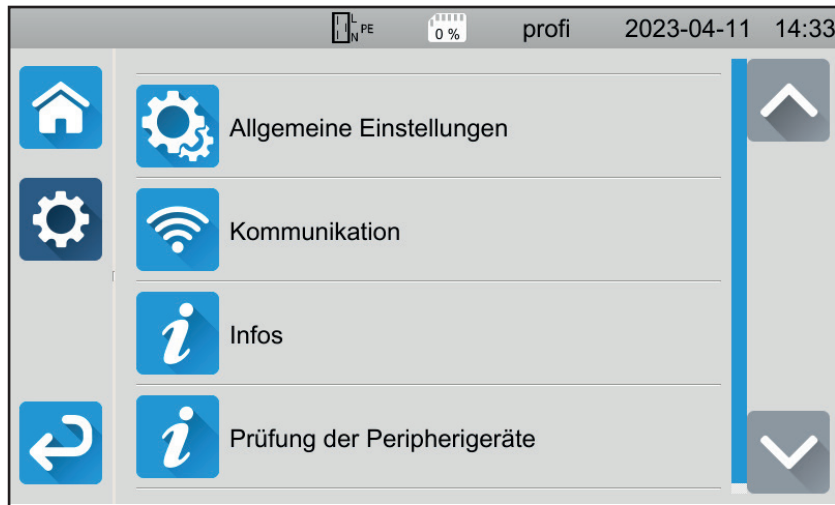 L N PE 0 % profi 2023-04-11 14:33
Allgemeine Einstellungen
Kommunikation
Infos
Prüfung der Peripherigeräte